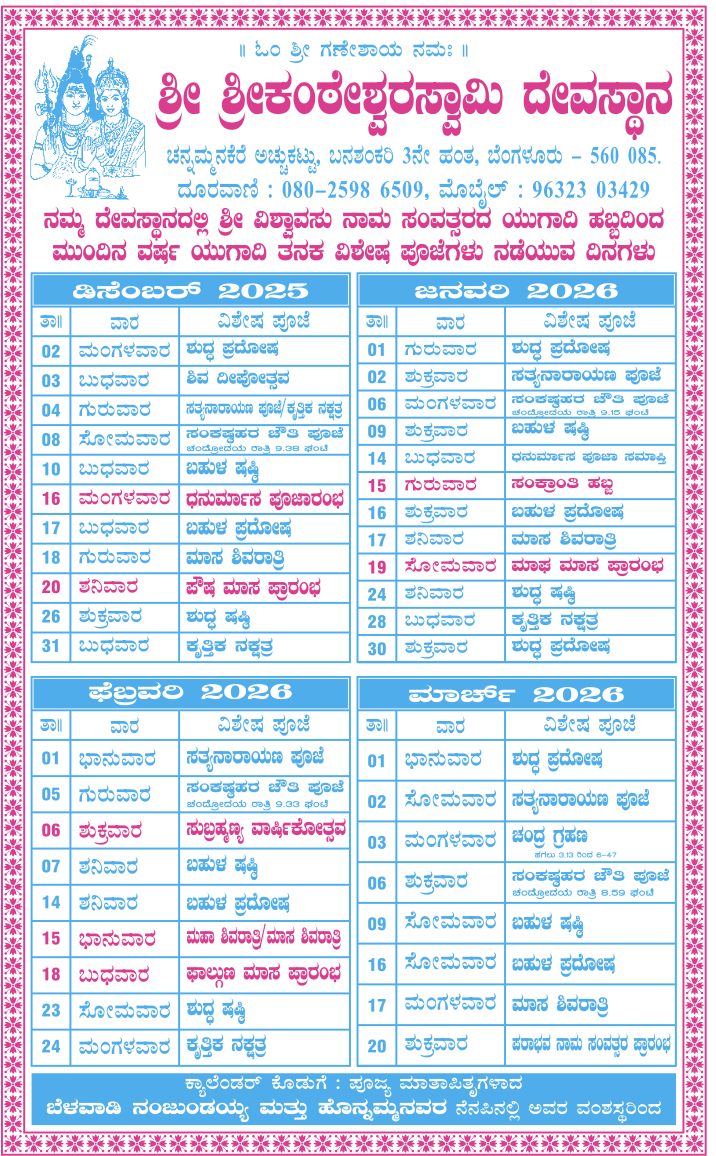 ॥ ಓಂ ಶ್ರೀ ಗಣೇಶಾಯ ನಮಃ ॥
ಶ್ರೀ ಶ್ರೀಕಂಠೇಶ್ವರಸ್ವಾಮಿ ದೇವಸ್ಥಾನ
ಚನ್ನಮ್ಮನಕೆರೆ ಅಚ್ಚುಕಟ್ಟು, ಬನಶಂಕರಿ 3ನೇ ಹಂತ, ಬೆಂಗಳೂರು – 560 085.
ದೂರವಾಣಿ : 080–2598 6509, ಮೊಬೈಲ್ : 96323 03429
ನಮ್ಮ ದೇವಸ್ಥಾನದಲ್ಲಿ ಶ್ರೀ ವಿಶ್ವಾವಸು ನಾಮ ಸಂವತ್ಸರದ ಯುಗಾದಿ ಹಬ್ಬದಿಂದ
ಮುಂದಿನ ವರ್ಷ ಯುಗಾದಿ ತನಕ ವಿಶೇಷ ಪೂಜೆಗಳು ನಡೆಯುವ ದಿನಗಳು
ಡಿಸೆಂಬರ್ 2025
ತಾ॥ ವಾರ ವಿಶೇಷ ಪೂಜೆ
02 ಮಂಗಳವಾರ ಶುದ್ಧ ಪ್ರದೋಷ
03 ಬುಧವಾರ ಶಿವ ದೀಪೋತ್ಸವ
04 ಗುರುವಾರ ಸತ್ಯನಾರಾಯಣ ಪೂಜೆ/ಕೃತ್ತಿಕ ನಕ್ಷತ್ರ
08 ಸೋಮವಾರ ಸಂಕಷ್ಟಹರ ಚೌತಿ ಪೂಜೆ
ಚಂದ್ರೋದಯ ರಾತ್ರಿ 9.38 ಘಂಟೆ
10 ಬುಧವಾರ ಬಹುಳ ಷಷ್ಠಿ
16 ಮಂಗಳವಾರ ಧನುರ್ಮಾಸ ಪೂಜಾರಂಭ
17 ಬುಧವಾರ ಬಹುಳ ಪ್ರದೋಷ
18 ಗುರುವಾರ ಮಾಸ ಶಿವರಾತ್ರಿ
20 ಶನಿವಾರ ಪೌಷ ಮಾಸ ಪ್ರಾರಂಭ
26 ಶುಕ್ರವಾರ ಶುದ್ಧ ಷಷ್ಠಿ
31 ಬುಧವಾರ ಕೃತ್ತಿಕ ನಕ್ಷತ್ರ
ಜನವರಿ 2026
ತಾ॥ ವಾರ ವಿಶೇಷ ಪೂಜೆ
01 ಗುರುವಾರ ಶುದ್ಧ ಪ್ರದೋಷ
02 ಶುಕ್ರವಾರ ಸತ್ಯನಾರಾಯಣ ಪೂಜೆ
06 ಮಂಗಳವಾರ ಸಂಕಷ್ಟಹರ ಚೌತಿ ಪೂಜೆ
ಚಂದ್ರೋದಯ ರಾತ್ರಿ 9.15 ಘಂಟೆ
09 ಶುಕ್ರವಾರ ಬಹುಳ ಷಷ್ಠಿ
14 ಬುಧವಾರ ಧನುರ್ಮಾಸ ಪೂಜಾ ಸಮಾಪ್ತಿ
15 ಗುರುವಾರ ಸಂಕ್ರಾಂತಿ ಹಬ್ಬ
16 ಶುಕ್ರವಾರ ಬಹುಳ ಪ್ರದೋಷ
17 ಶನಿವಾರ ಮಾಸ ಶಿವರಾತ್ರಿ
19 ಸೋಮವಾರ ಮಾಘ ಮಾಸ ಪ್ರಾರಂಭ
24 ಶನಿವಾರ ಶುದ್ಧ ಷಷ್ಠಿ
28 ಬುಧವಾರ ಕೃತ್ತಿಕ ನಕ್ಷತ್ರ
30 ಶುಕ್ರವಾರ ಶುದ್ಧ ಪ್ರದೋಷ
ಫೆಬ್ರವರಿ 2026
ತಾ॥ ವಾರ ವಿಶೇಷ ಪೂಜೆ
01 ಭಾನುವಾರ ಸತ್ಯನಾರಾಯಣ ಪೂಜೆ
05 ಗುರುವಾರ ಸಂಕಷ್ಟಹರ ಚೌತಿ ಪೂಜೆ
ಚಂದ್ರೋದಯ ರಾತ್ರಿ 9.33 ಘಂಟೆ
06 ಶುಕ್ರವಾರ ಸುಬ್ರಹ್ಮಣ್ಯ ವಾರ್ಷಿಕೋತ್ಸವ
07 ಶನಿವಾರ ಬಹುಳ ಷಷ್ಠಿ
14 ಶನಿವಾರ ಬಹುಳ ಪ್ರದೋಷ
15 ಭಾನುವಾರ ಮಹಾ ಶಿವರಾತ್ರಿ/ಮಾಸ ಶಿವರಾತ್ರಿ
18 ಬುಧವಾರ ಫಾಲ್ಗುಣ ಮಾಸ ಪ್ರಾರಂಭ
23 ಸೋಮವಾರ ಶುದ್ಧ ಷಷ್ಠಿ
24 ಮಂಗಳವಾರ ಕೃತ್ತಿಕ ನಕ್ಷತ್ರ
ಮಾರ್ಚ್ 2026
ತಾ॥ ವಾರ ವಿಶೇಷ ಪೂಜೆ
01 ಭಾನುವಾರ ಶುದ್ಧ ಪ್ರದೋಷ
02 ಸೋಮವಾರ ಸತ್ಯನಾರಾಯಣ ಪೂಜೆ
03 ಮಂಗಳವಾರ ಚಂದ್ರ ಗ್ರಹಣ
ಹಗಲು 3.13 ರಿಂದ 6–47
06 ಶುಕ್ರವಾರ ಸಂಕಷ್ಟಹರ ಚೌತಿ ಪೂಜೆ
ಚಂದ್ರೋದಯ ರಾತ್ರಿ 8.59 ಘಂಟೆ
09 ಸೋಮವಾರ ಬಹುಳ ಷಷ್ಠಿ
16 ಸೋಮವಾರ ಬಹುಳ ಪ್ರದೋಷ
17 ಮಂಗಳವಾರ ಮಾಸ ಶಿವರಾತ್ರಿ
20 ಶುಕ್ರವಾರ ಪರಾಭವ ನಾಮ ಸಂವತ್ಸರ ಪ್ರಾರಂಭ
ಕ್ಯಾಲೆಂಡರ್ ಕೊಡುಗೆ : ಪೂಜ್ಯ ಮಾತಾಪಿತೃಗಳಾದ
ಬೆಳವಾಡಿ ನಂಜುಂಡಯ್ಯ ಮತ್ತು ಹೊನ್ನಮ್ಮನವರ ನೆನಪಿನಲ್ಲಿ ಅವರ ವಂಶಸ್ಥರಿಂದ